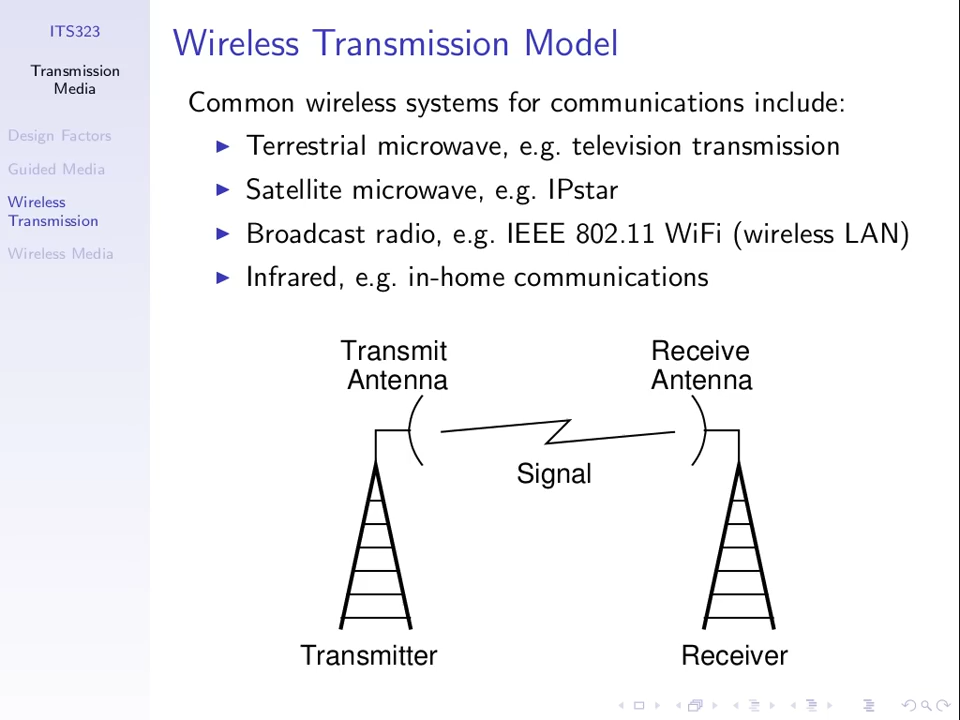 ITS323
Transmission
Media
Design Factors
Guided Media
Wireless
Transmission
Wireless Media
Wireless Transmission Model
Common wireless systems for communications include:
Terrestrial microwave, e.g. television transmission
Satellite microwave, e.g. IPstar
Broadcast radio, e.g. IEEE 802.11 WiFi (wireless LAN)
Infrared, e.g. in-home communications
Transmit
Antenna
Receive
Antenna
Signal
Transmitter
Receiver